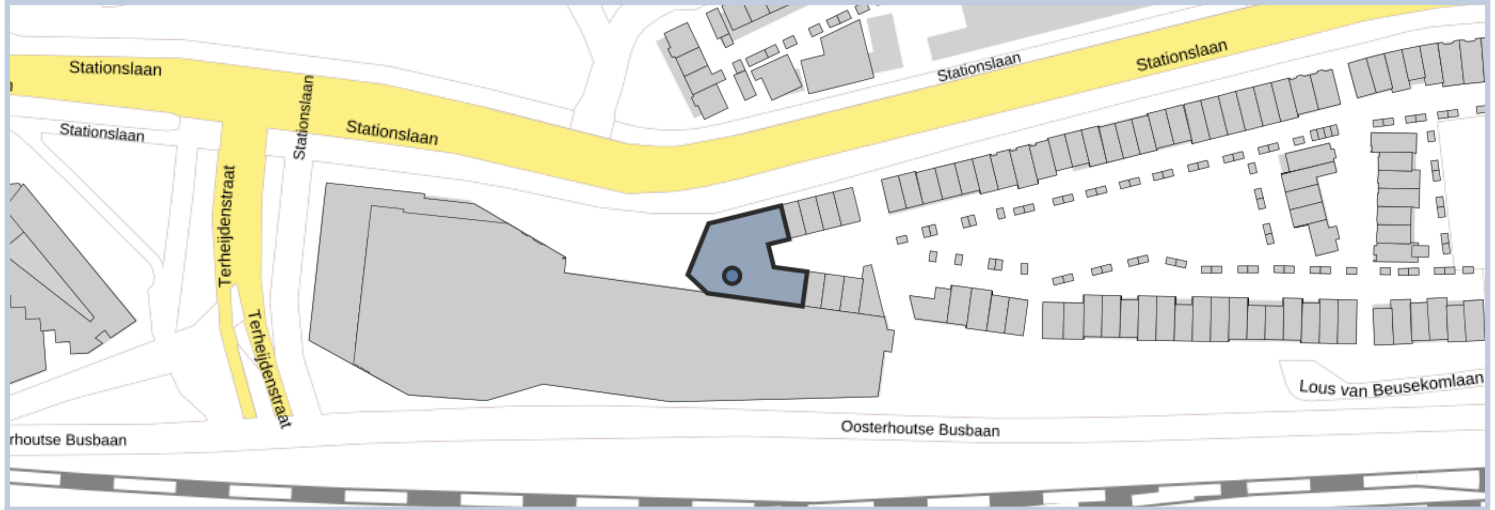 Stationslaan
Stationslaan
Stationslaan
Stationslaan
Stationslaan
Stationslaan
Terheijdenstraat
Terheijdenstraat
Lous van Beusekomlaan
Oosterhoutse Busbaan
rhoutse Busbaan